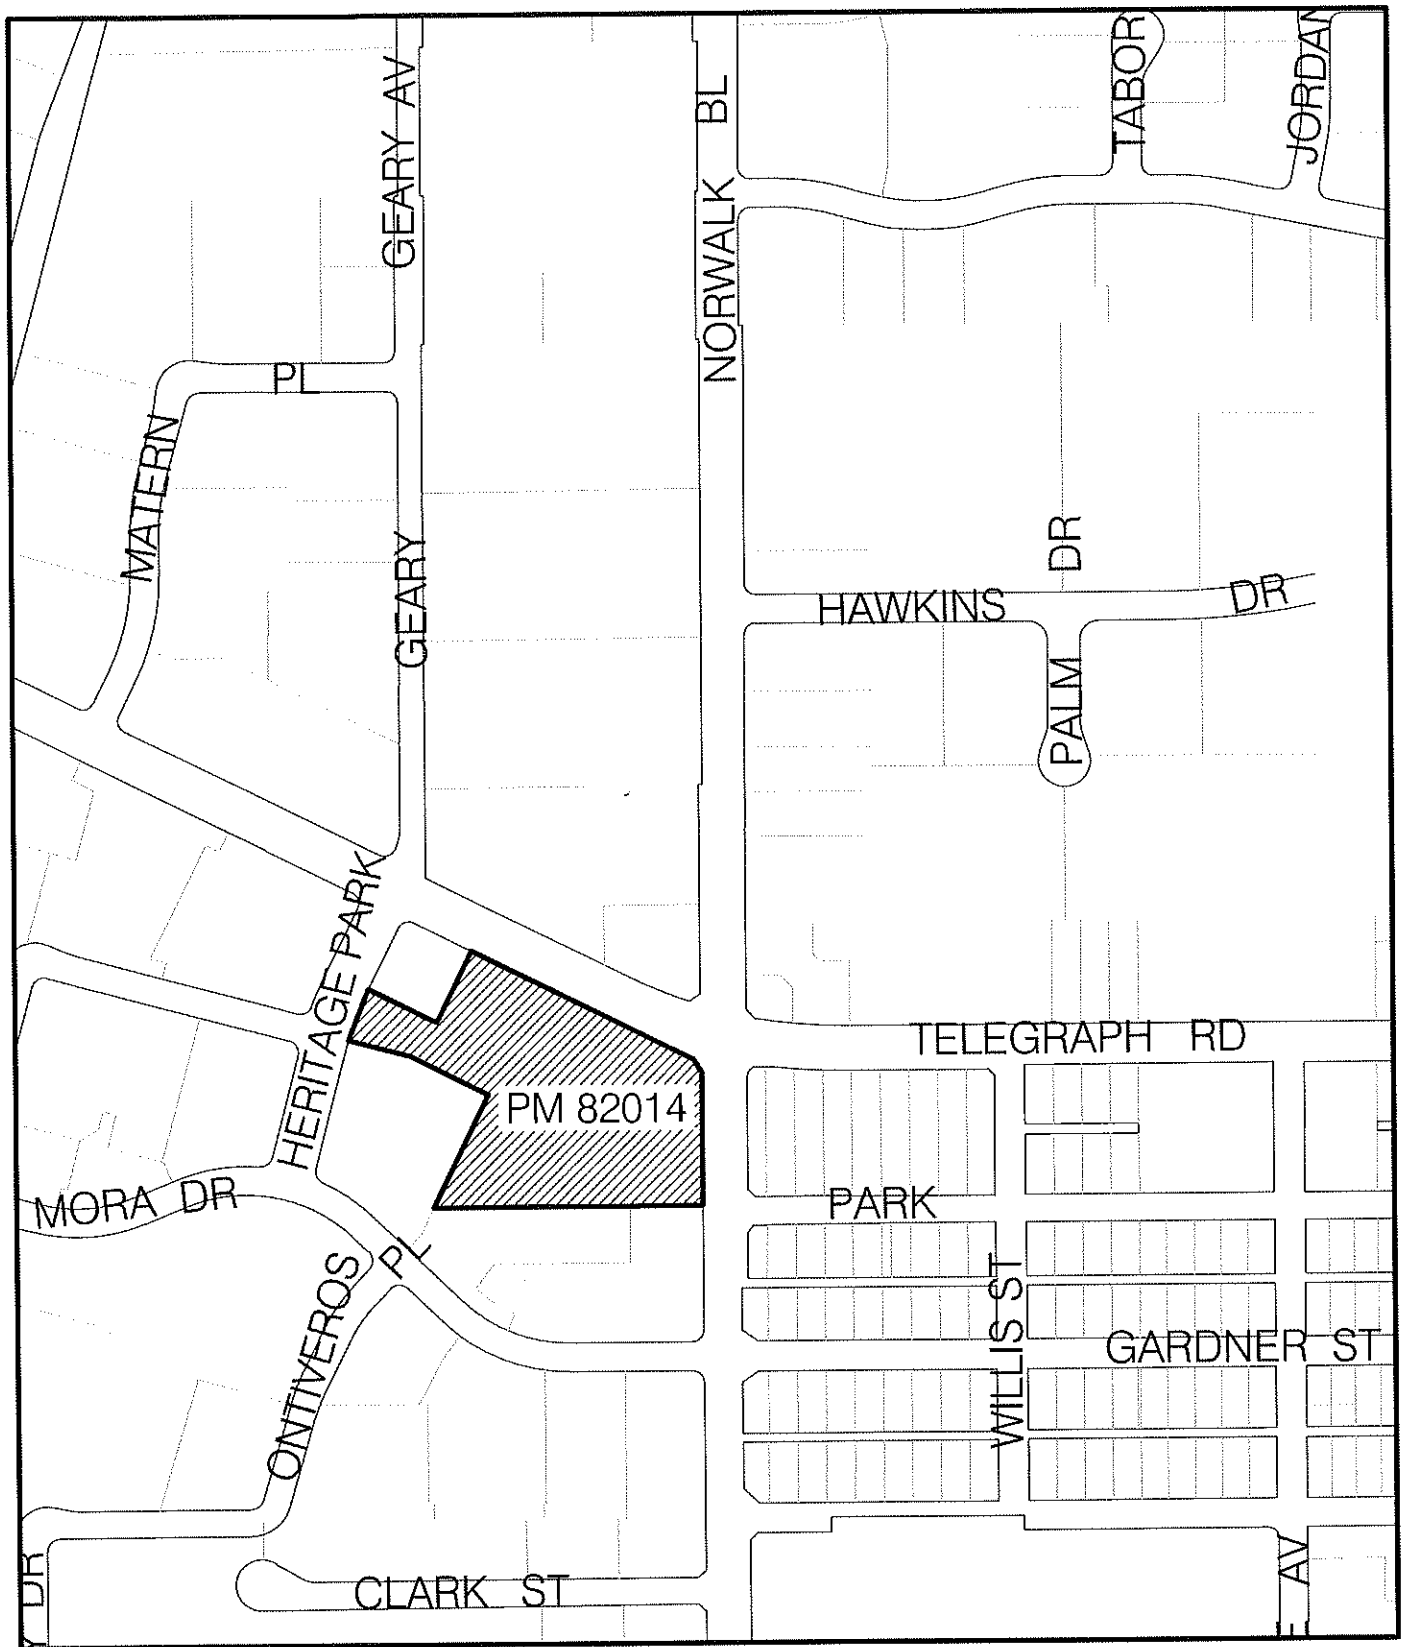 GEARY AV
NORWALK BL
TABOR
JORDAN
PL
MATERN
GEARY
HAWKINS DR
PALM DR
HERITAGE PARK
TELEGRAPH RD
PM 82014
MORA DR
PARK
PL
ONTIVEROS
WILLIS ST
GARDNER ST
CLARK ST
Y DR
E AV